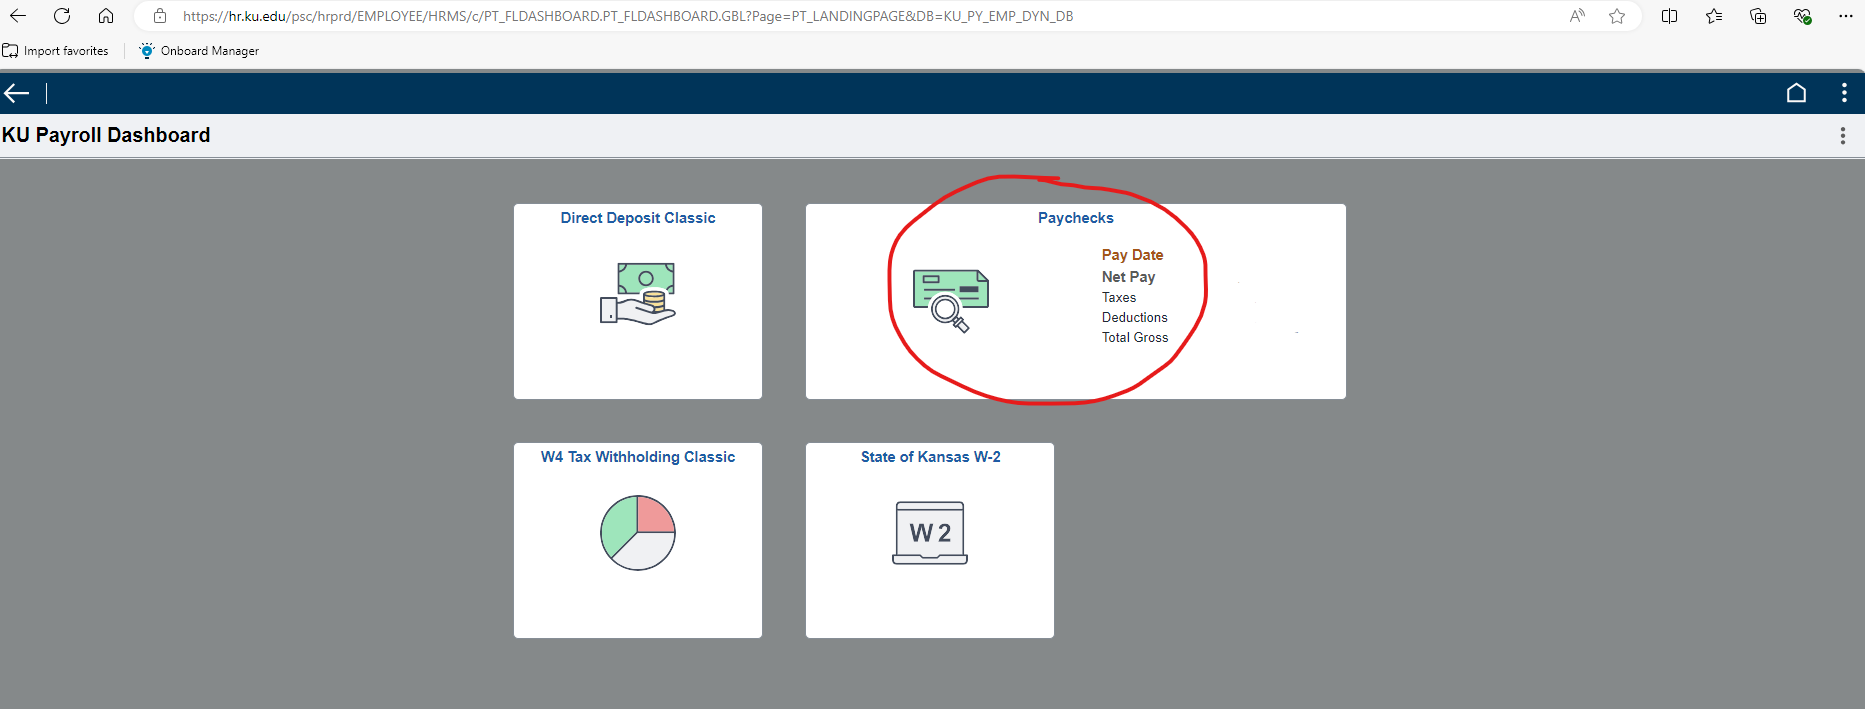 https://hr.ku.edu/psc/hrprd/EMPLOYEE/HRMS/c/PT_FLDASHBOARD.PT_FLDASHBOARD.GBL?Page=PT_LANDINGPAGE&DB=KU_PY_EMP_DYN_DB
Import favorites
Onboard Manager
KU Payroll Dashboard
Direct Deposit Classic
Paychecks
Pay Date
Net Pay
Taxes
Deductions
Total Gross
W4 Tax Withholding Classic
State of Kansas W-2
W 2